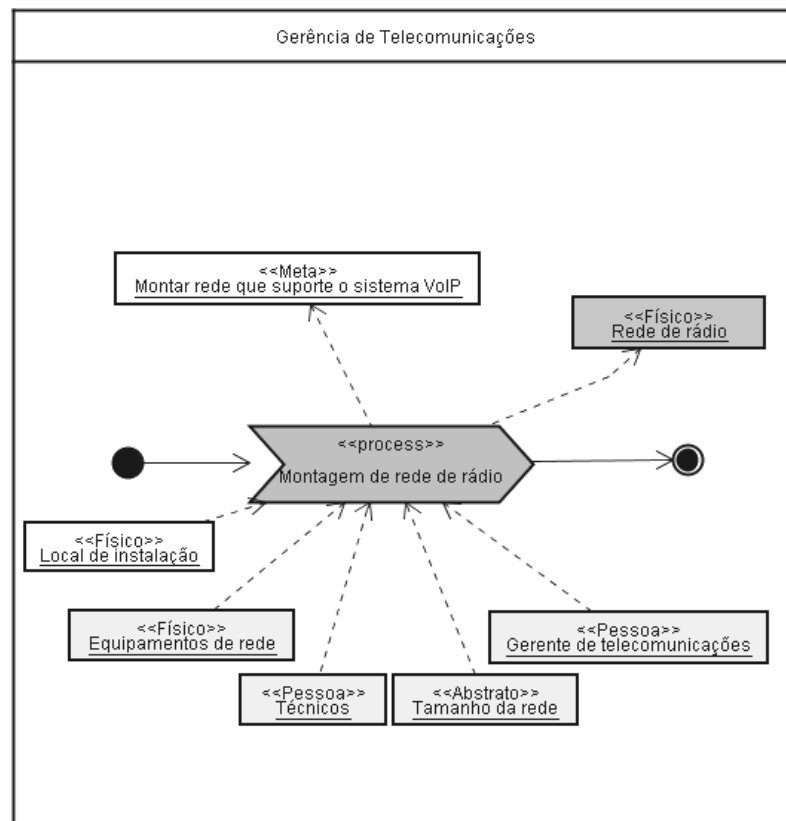 Gerência de Telecomunicações
<<Meta>>
Montar rede que suporte o sistema VoIP
<<Físico>>
Rede de rádio
<<process>>
Montagem de rede de rádio
<<Físico>>
Local de instalação
<<Físico>>
Equipamentos de rede
<<Pessoa>>
Gerente de telecomunicações
<<Pessoa>>
Técnicos
<<Abstrato>>
Tamanho da rede